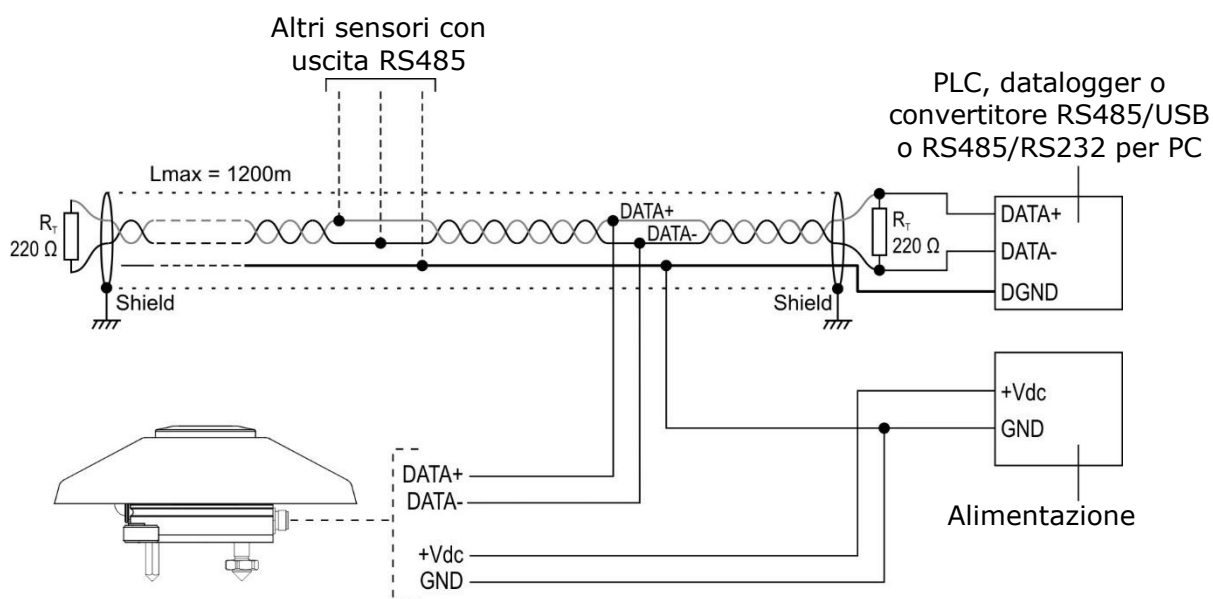 Altri sensori con
uscita RS485
PLC, datalogger o
convertitore RS485/USB
o RS485/RS232 per PC
Lmax = 1200m
RT
220 Ω
DATA+
DATA-
RT
220 Ω
DATA+
DATA-
DGND
Shield
Shield
+Vdc
GND
Alimentazione
DATA+
DATA-
+Vdc
GND